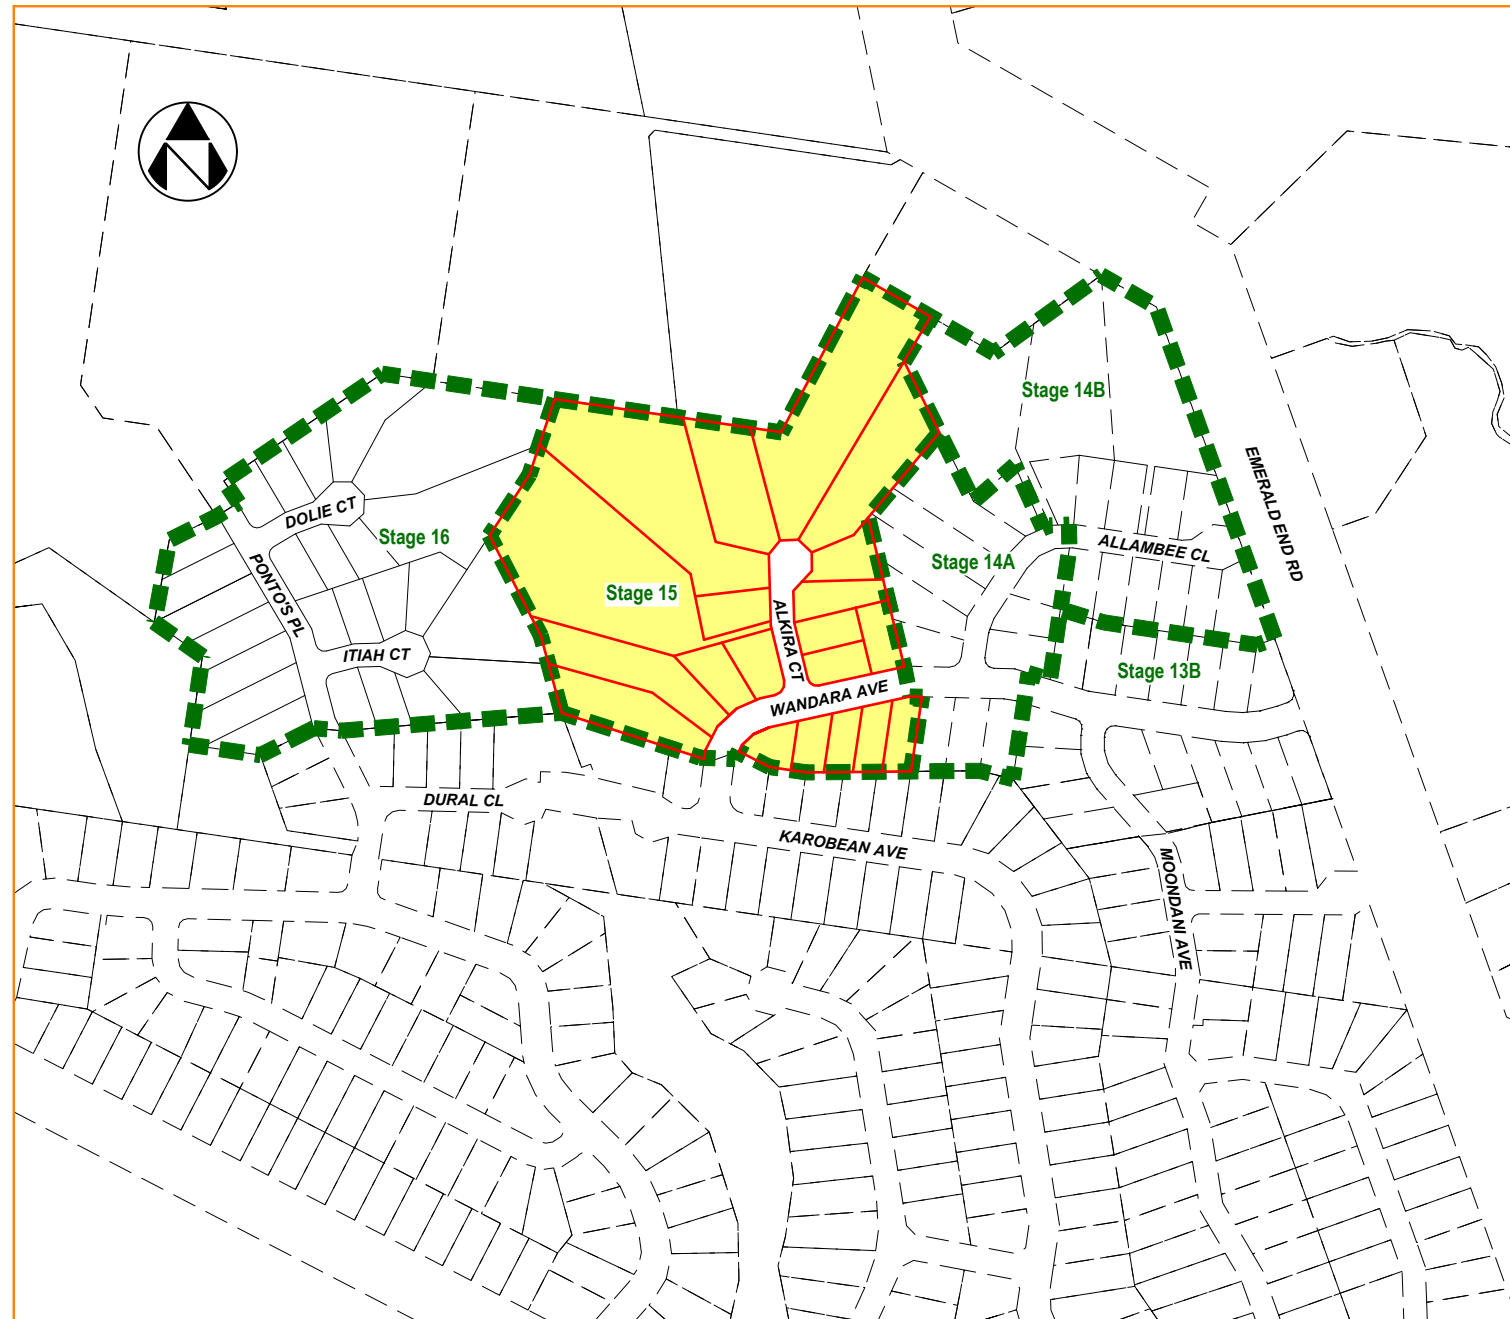 Stage 14B
EMERALD END RD
DOLIE CT
Stage 16
ALLAMBEE CL
Stage 14A
PONTO'S PL
Stage 15
ALKIRA CT
ITIAH CT
Stage 13B
WANDARA AVE
DURAL CL
KAROBEAN AVE
MOONDANI AVE
N